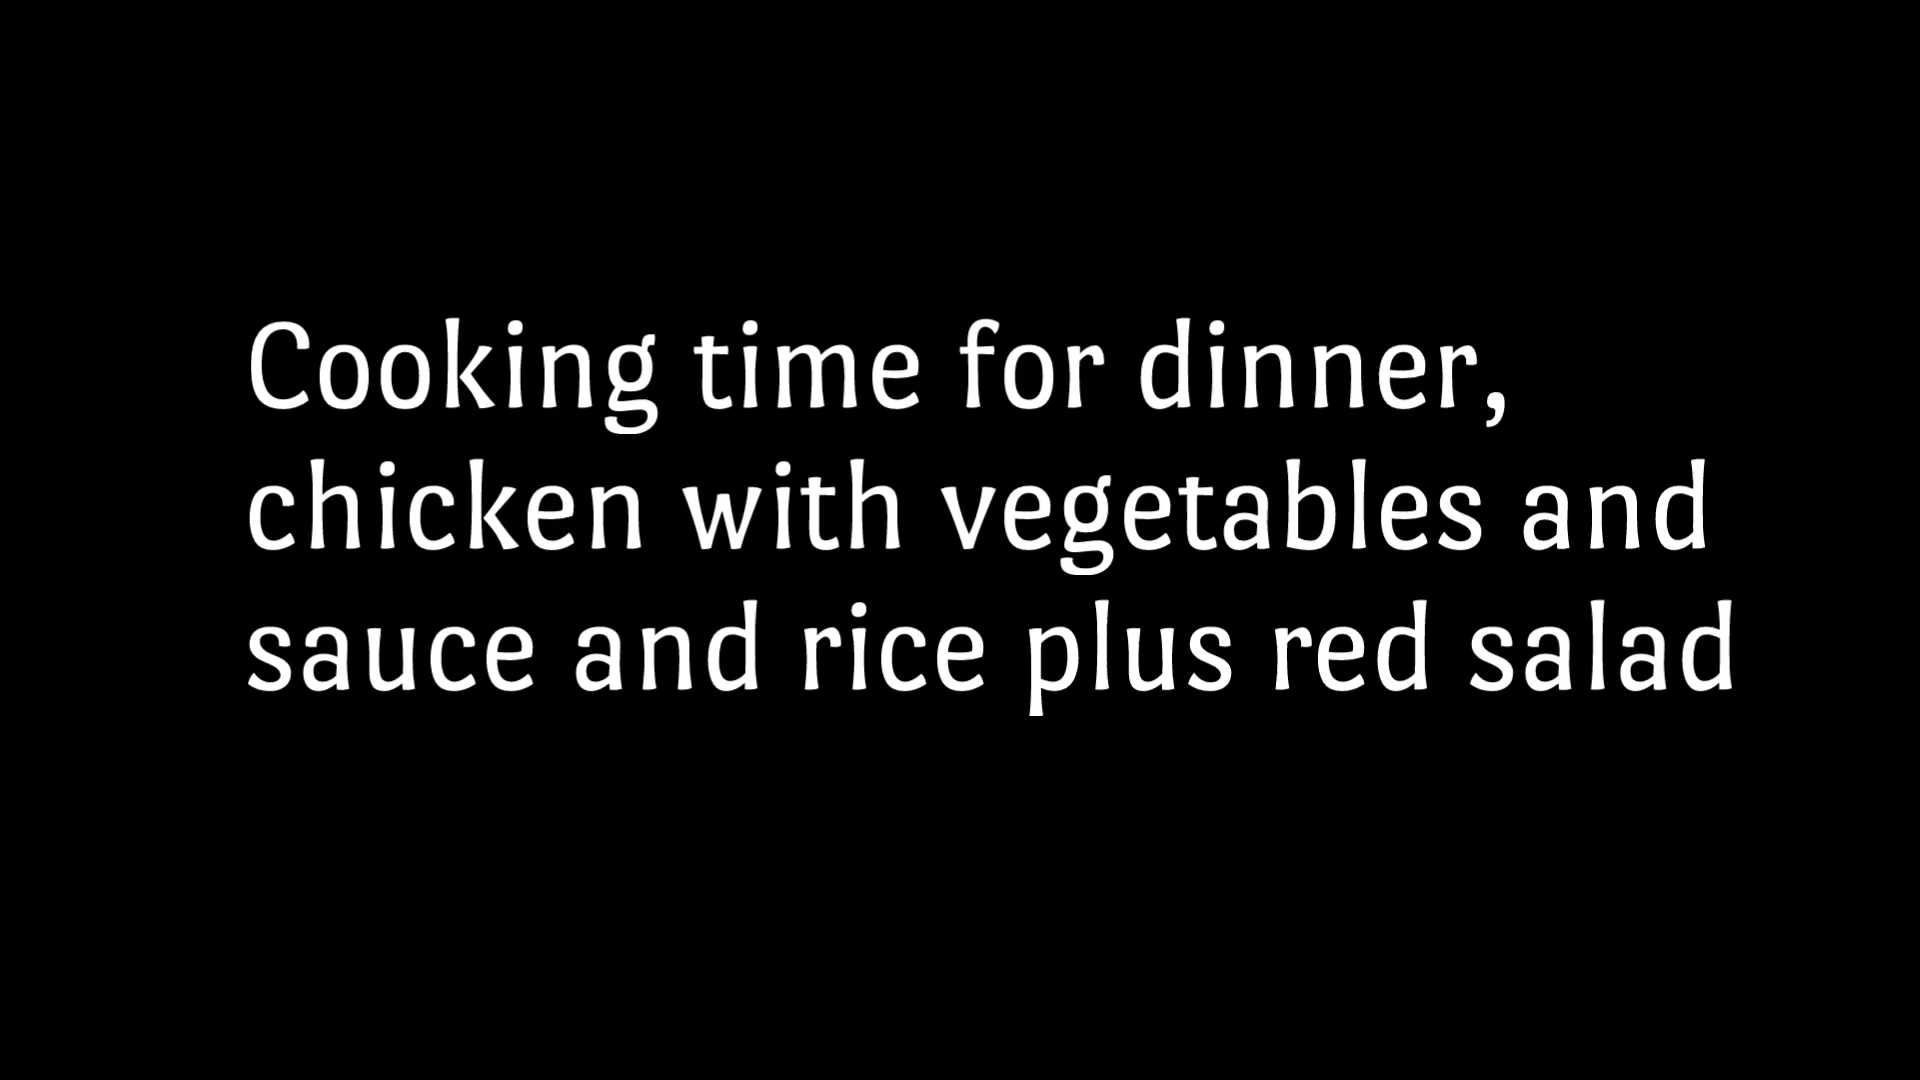 Cooking time for dinner,
chicken with vegetables and
sauce and rice plus red salad